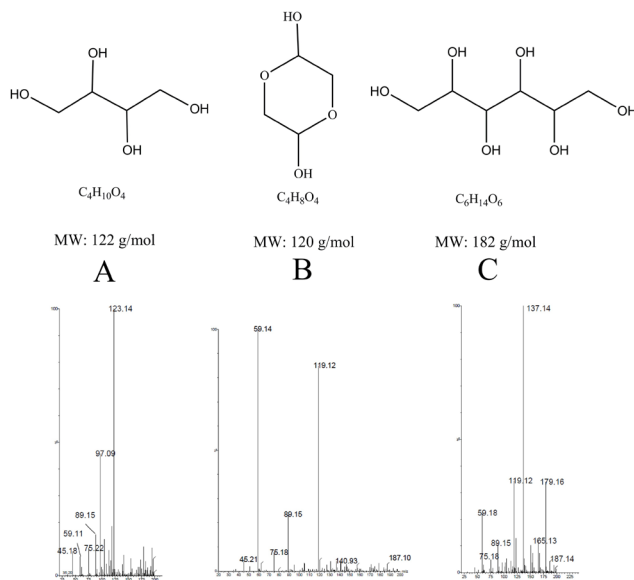 HO
OH
OH
OH
C4H10O4
MW: 122 g/mol
A
HO
O
O
OH
C4H8O4
MW: 120 g/mol
B
HO
OH
OH
OH
OH
OH
C6H14O6
MW: 182 g/mol
C
100
123.14
%
97.09
89.15
59.11
75.22
45.18
100
59.14
119.12
%
89.15
45.21
75.18
140.93
187.10
100
137.14
%
119.12
179.16
59.18
165.13
89.15
75.18
187.14